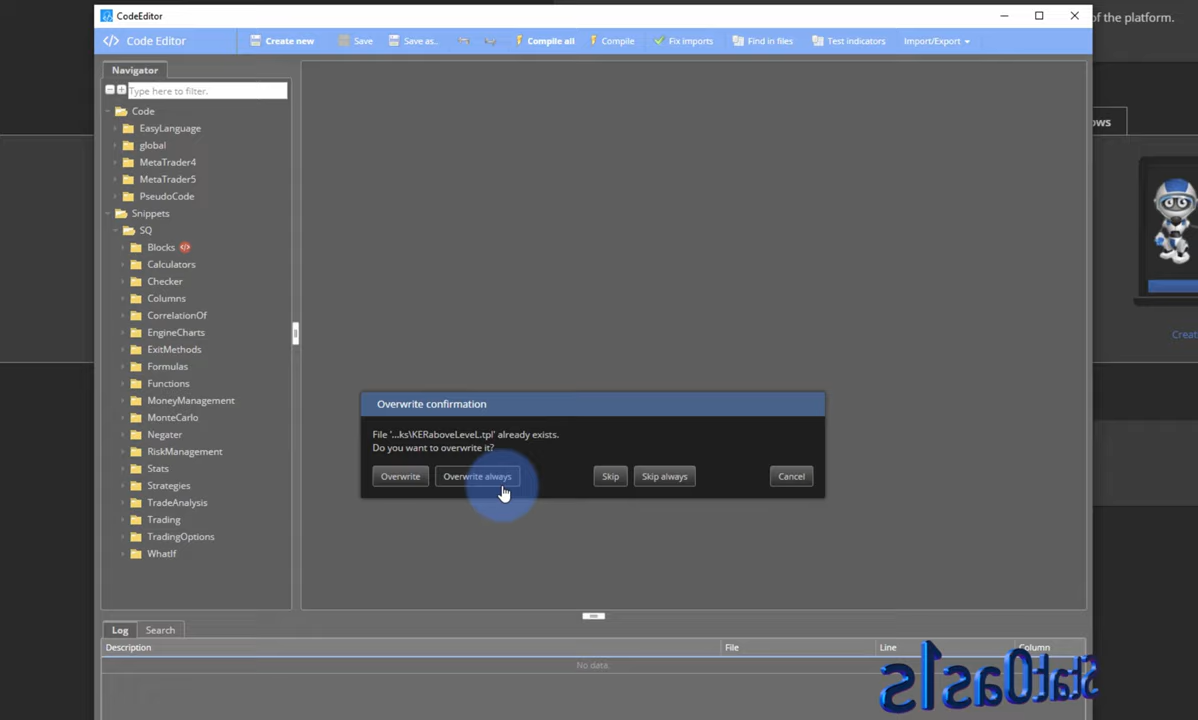 CodeEditor
of the platform.
</> Code Editor
Create new
Save
Save as..
Compile all
Compile
Fix imports
Find in files
Test indicators
Import/Export
Navigator
Type here to filter.
Code
EasyLanguage
global
MetaTrader4
MetaTrader5
PseudoCode
Snippets
SQ
Blocks
Calculators
Checker
Columns
CorrelationOf
EngineCharts
ExitMethods
Formulas
Functions
MoneyManagement
MonteCarlo
Negater
RiskManagement
Stats
Strategies
TradeAnalysis
Trading
TradingOptions
WhatIf
ows
Creat
Overwrite confirmation
File '...ks\KERaboveLeveL.tpl' already exists.
Do you want to overwrite it?
Overwrite
Overwrite always
Skip
Skip always
Cancel
Log
Search
Description
File
Line
Column
No data.